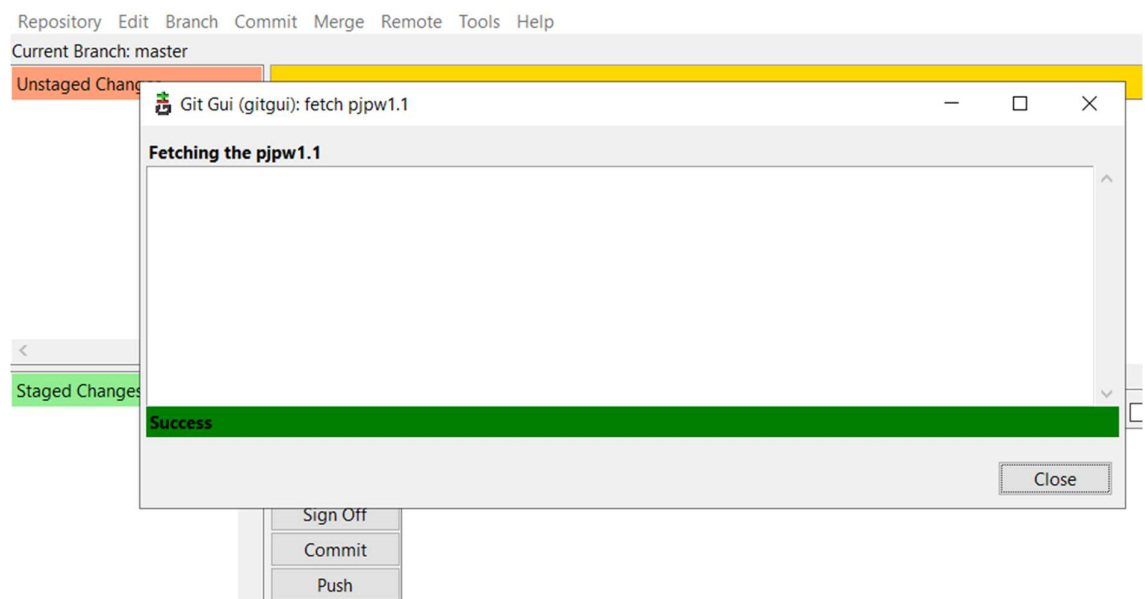 Repository Edit Branch Commit Merge Remote Tools Help
Current Branch: master
Unstaged
Git Gui (gitgui): fetch pjpw1.1
Fetching the pjpw1.1
Staged Changes
Success
Close
Sign Off
Commit
Push